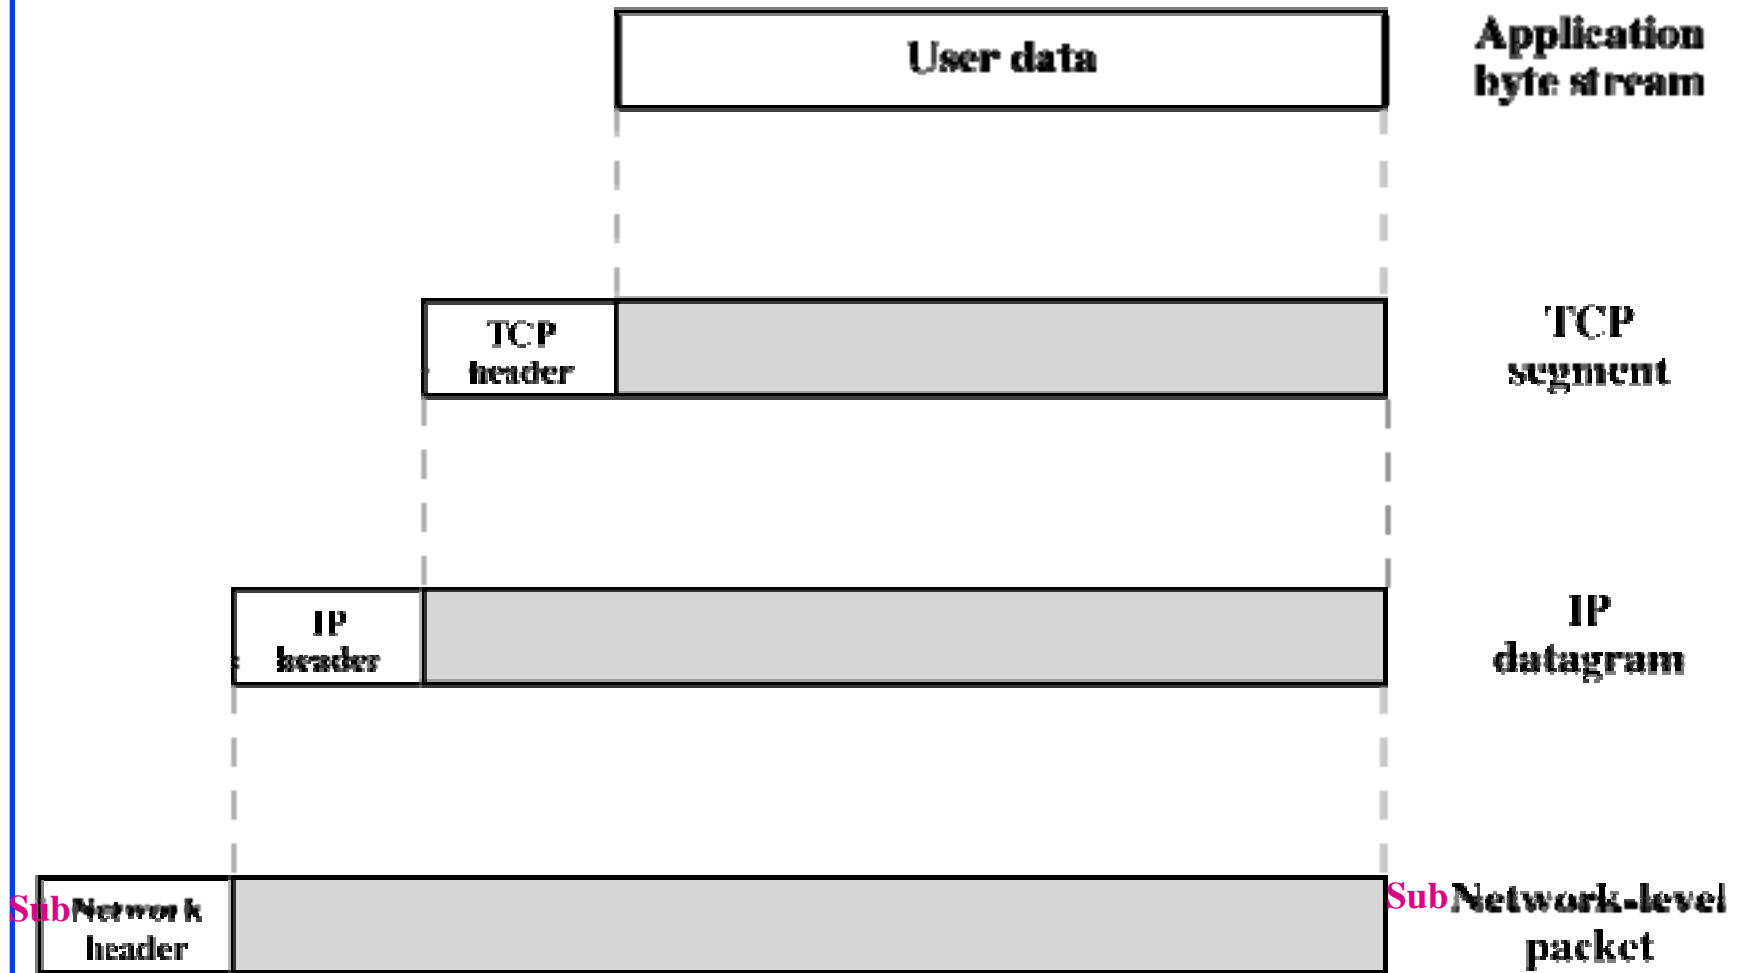 User data
Application
byte stream
TCP
header
TCP
segment
IP
header
IP
datagram
SubNetwork
header
SubNetwork-level
packet